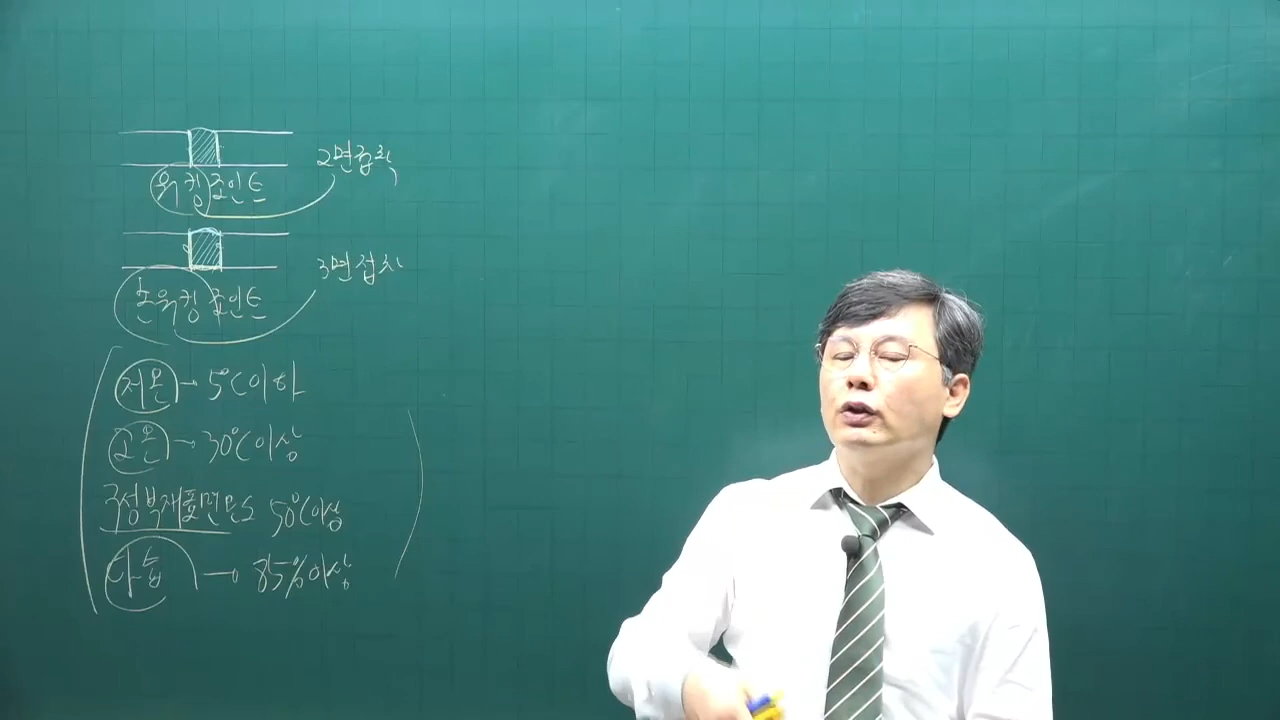 2면접착
워킹조인트
3면접착
논워킹조인트
저온 → 5℃이하
고온 → 30℃이상
구성부재표면온도 50℃이상
다습 → 85%이상